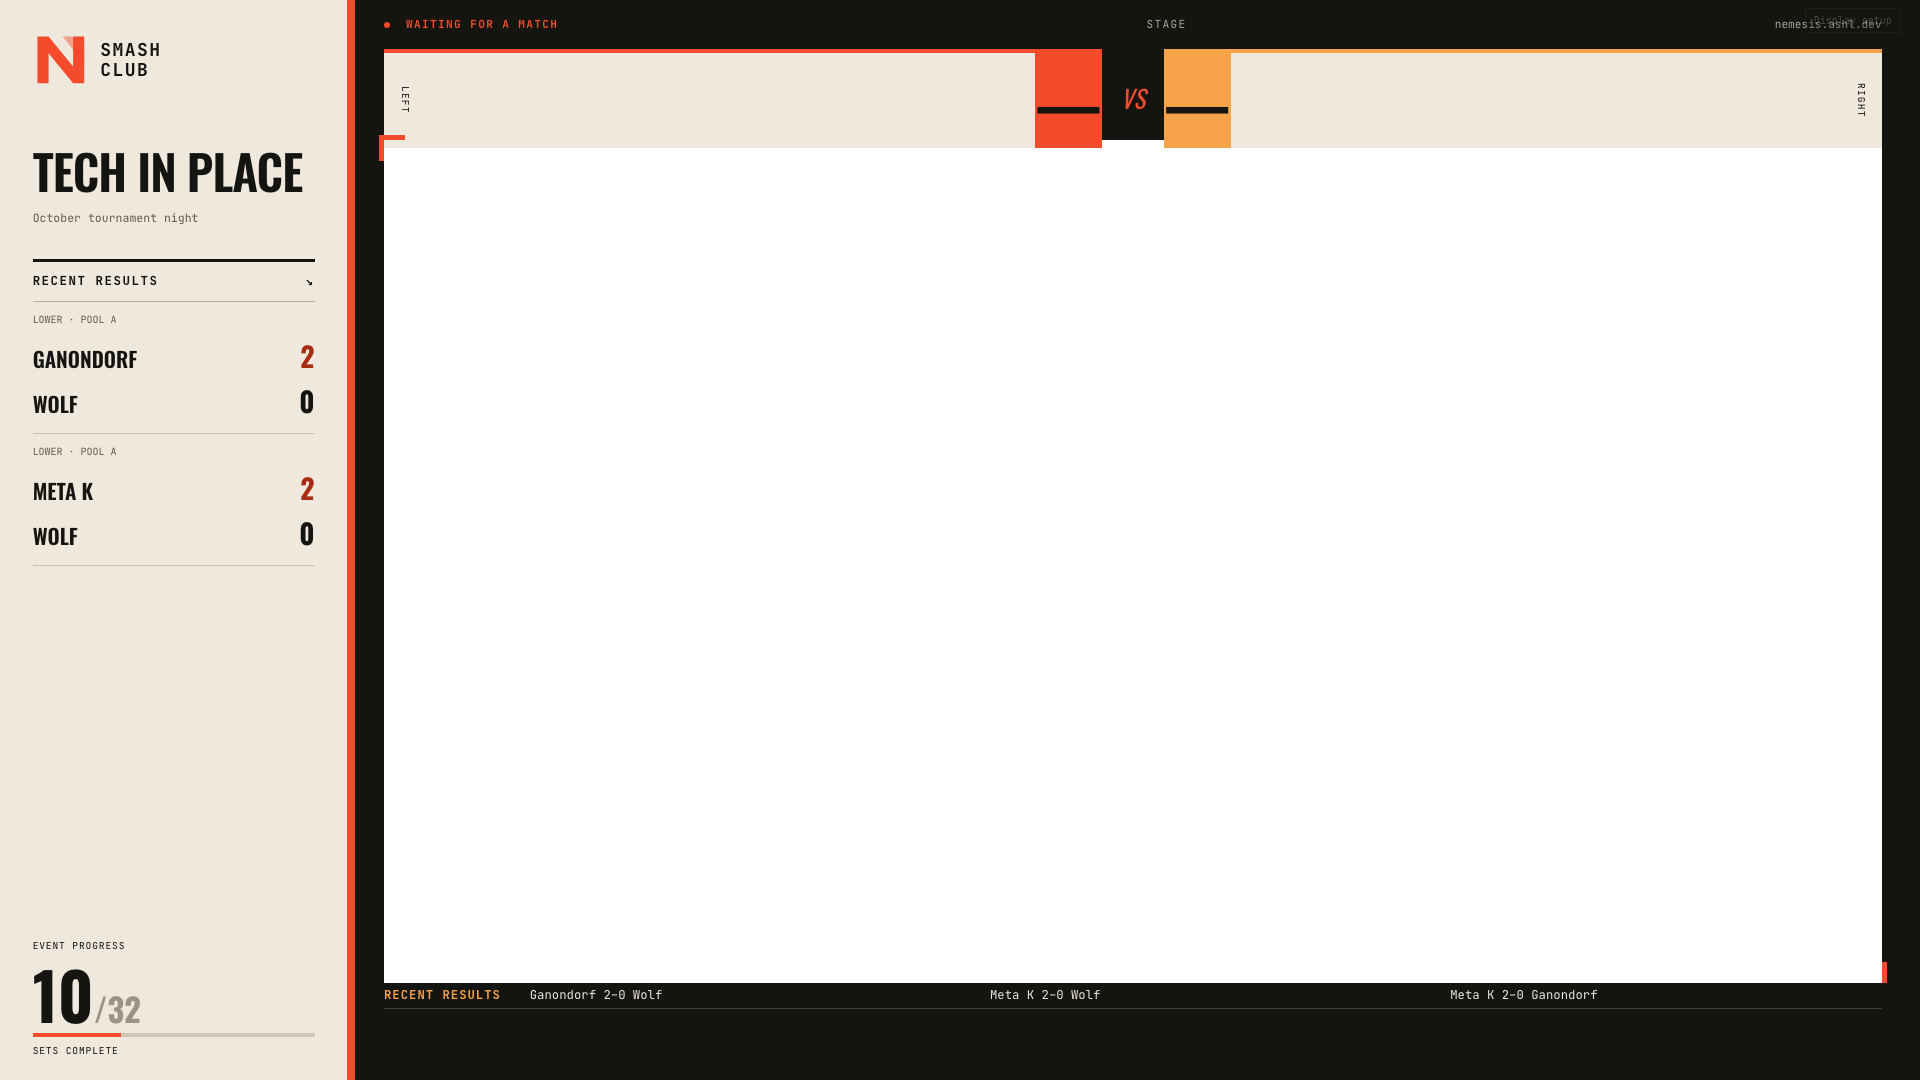 SMASH
CLUB
TECH IN PLACE
October tournament night
RECENT RESULTS ↘
LOWER · POOL A
GANONDORF 2
WOLF 0
LOWER · POOL A
META K 2
WOLF 0
EVENT PROGRESS
10/32
SETS COMPLETE
WAITING FOR A MATCH
STAGE
Display setup
nemesis.ashl.dev
LEFT
–
VS
–
RIGHT
RECENT RESULTS Ganondorf 2–0 Wolf Meta K 2–0 Wolf Meta K 2–0 Ganondorf